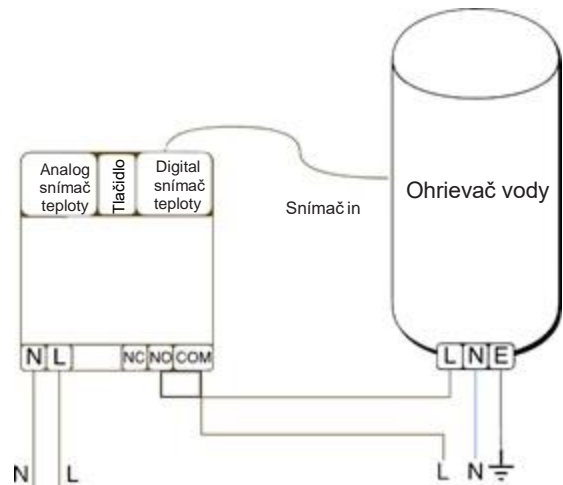 Analog
snímač
teploty
Tlačidlo
Digital
snímač
teploty
Snímač in
Ohrievač vody
N L NC NO COM
L N E
N L
L N